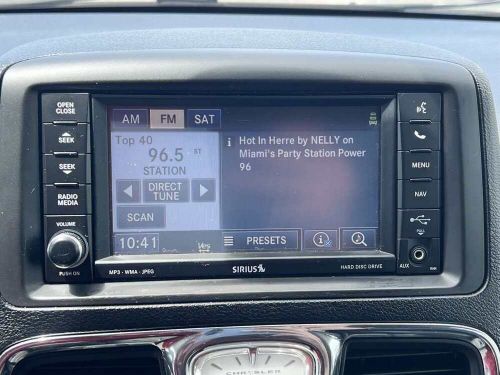 OPEN
CLOSE
SEEK
SEEK
RADIO
MEDIA
VOLUME
PUSH ON
AM FM SAT
Top 40
96.5 ST
STATION
DIRECT
TUNE
SCAN
10:41
Hot In Herre by NELLY on
Miami's Party Station Power
96
PRESETS
MP3 · WMA · JPEG
SIRIUS
HARD DISC DRIVE
MENU
NAV
PULL
AUX
CHRYSLER